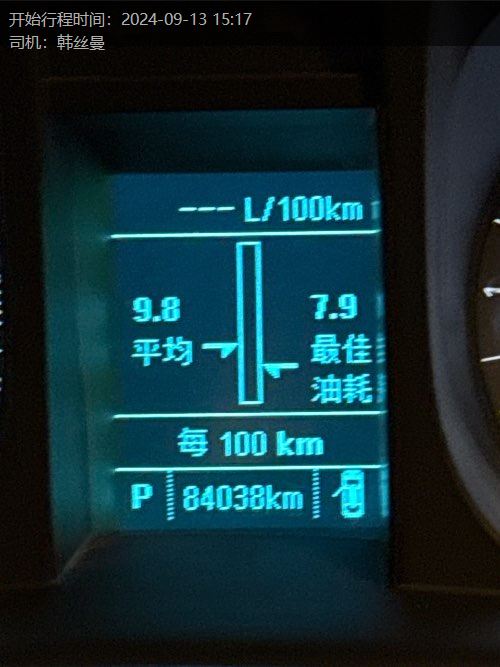 开始行程时间：2024-09-13 15:17
司机：韩丝曼
--- L/100km
9.8 7.9
平均 最佳
油耗
每 100 km
P 84038km